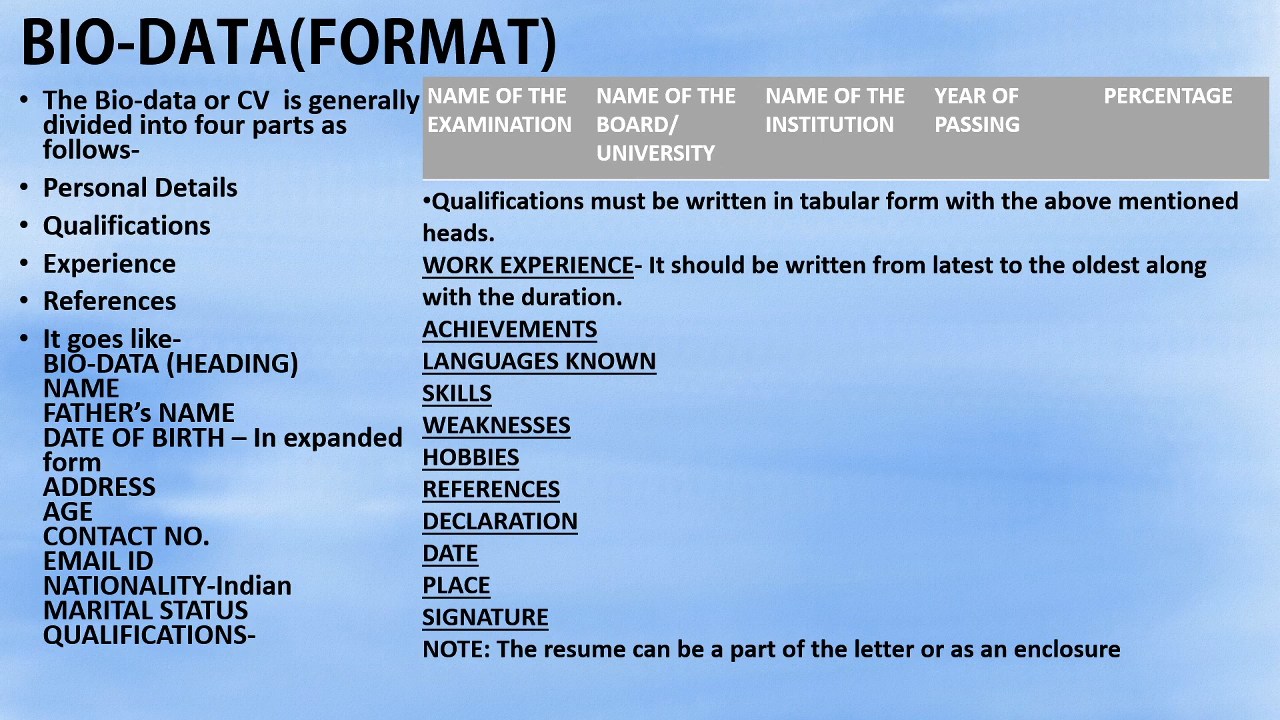 BIO-DATA(FORMAT)
• The Bio-data or CV  is generally
divided into four parts as
follows-
• Personal Details
• Qualifications
• Experience
• References
• It goes like-
BIO-DATA (HEADING)
NAME
FATHER’s NAME
DATE OF BIRTH – In expanded
form
ADDRESS
AGE
CONTACT NO.
EMAIL ID
NATIONALITY-Indian
MARITAL STATUS
QUALIFICATIONS-
NAME OF THE NAME OF THE NAME OF THE YEAR OF PERCENTAGE
EXAMINATION BOARD/ INSTITUTION PASSING
UNIVERSITY
•Qualifications must be written in tabular form with the above mentioned
heads.
WORK EXPERIENCE- It should be written from latest to the oldest along
with the duration.
ACHIEVEMENTS
LANGUAGES KNOWN
SKILLS
WEAKNESSES
HOBBIES
REFERENCES
DECLARATION
DATE
PLACE
SIGNATURE
NOTE: The resume can be a part of the letter or as an enclosure